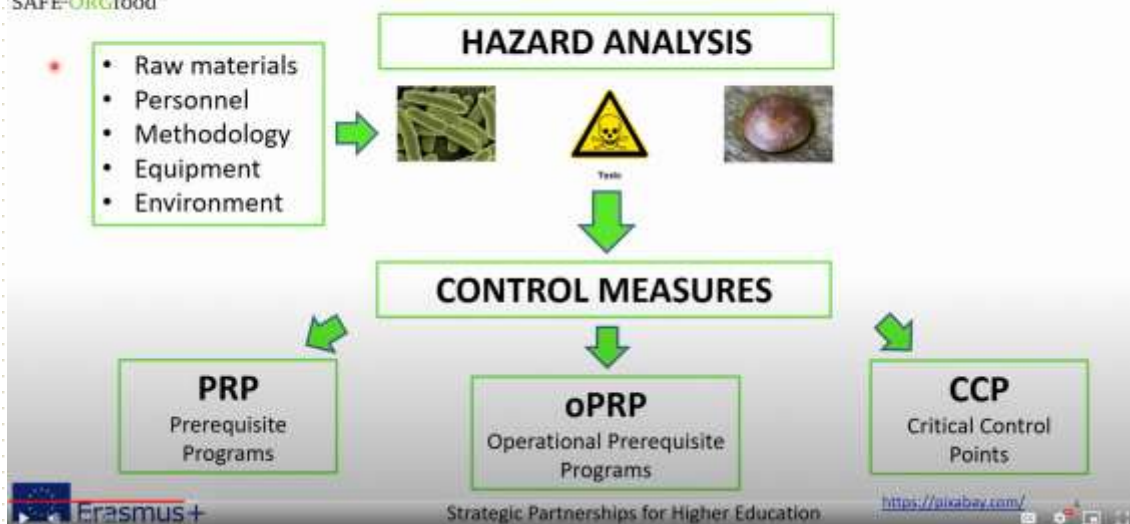 SAFE-ORGfood
HAZARD ANALYSIS
• Raw materials
• Personnel
• Methodology
• Equipment
• Environment
Toxic
CONTROL MEASURES
PRP
Prerequisite
Programs
oPRP
Operational Prerequisite
Programs
CCP
Critical Control
Points
Erasmus+
Strategic Partnerships for Higher Education
https://pixabay.com/